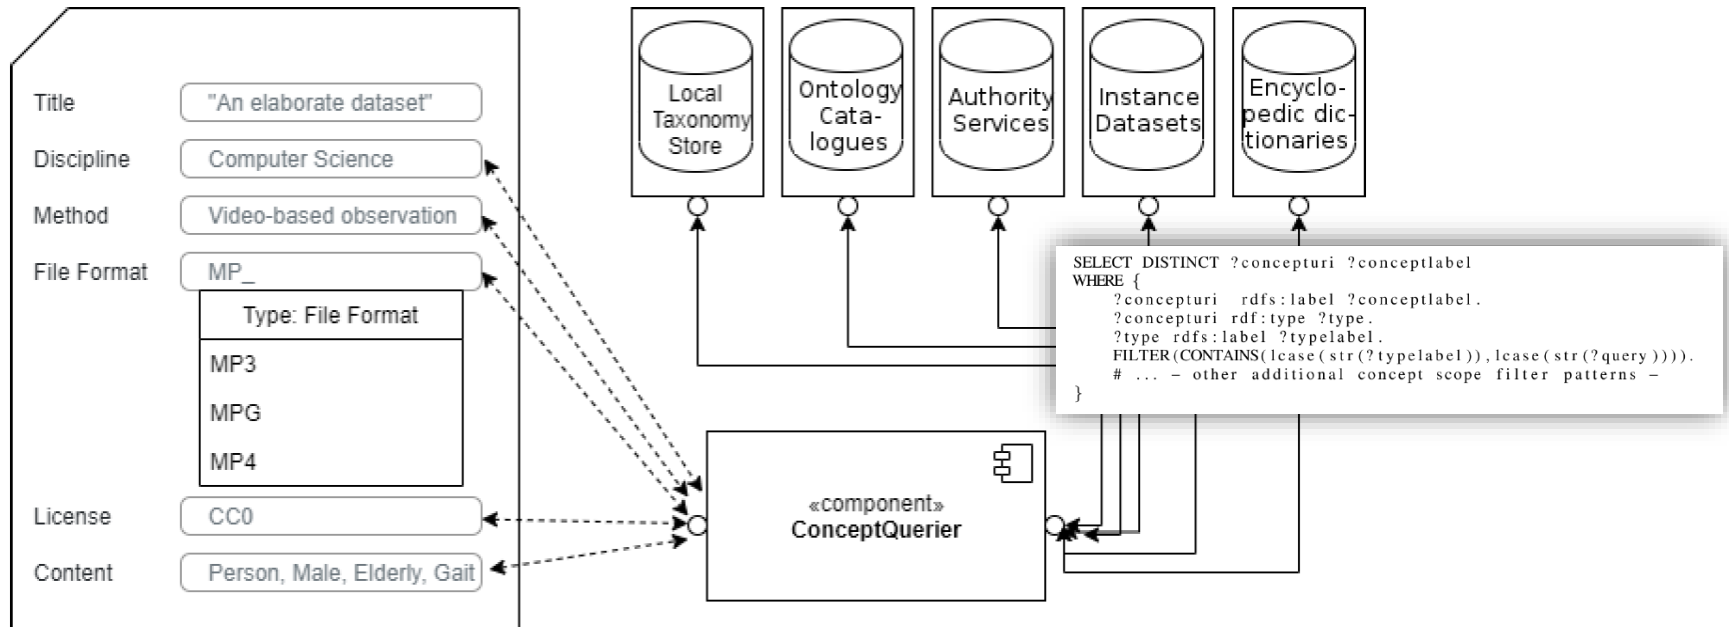 Title
"An elaborate dataset"
Discipline
Computer Science
Method
Video-based observation
File Format
MP_
Type: File Format
MP3
MPG
MP4
License
CC0
Content
Person, Male, Elderly, Gait
Local
Taxonomy
Store
Ontology
Cata-
logues
Authority
Services
Instance
Datasets
Encyclo-
pedic dic-
tionaries
SELECT DISTINCT ?concepturi ?conceptlabel
WHERE {
?concepturi rdfs:label ?conceptlabel.
?concepturi rdf:type ?type.
?type rdfs:label ?typelabel.
FILTER(CONTAINS(lcase(str(?typelabel)),lcase(str(?query)))).
# ... – other additional concept scope filter patterns –
}
«component»
ConceptQuerier